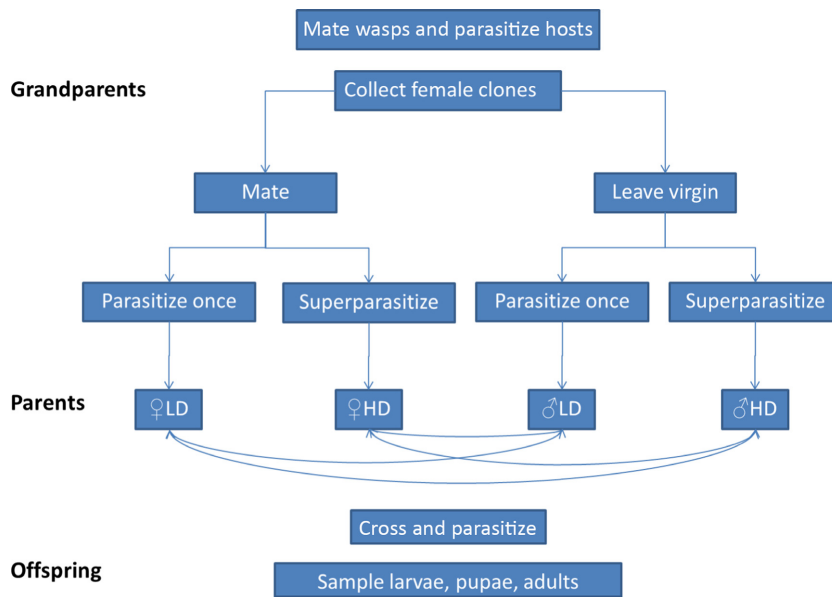 Mate wasps and parasitize hosts
Grandparents
Collect female clones
Mate
Leave virgin
Parasitize once
Superparasitize
Parasitize once
Superparasitize
Parents
♀LD
♀HD
♂LD
♂HD
Cross and parasitize
Offspring
Sample larvae, pupae, adults